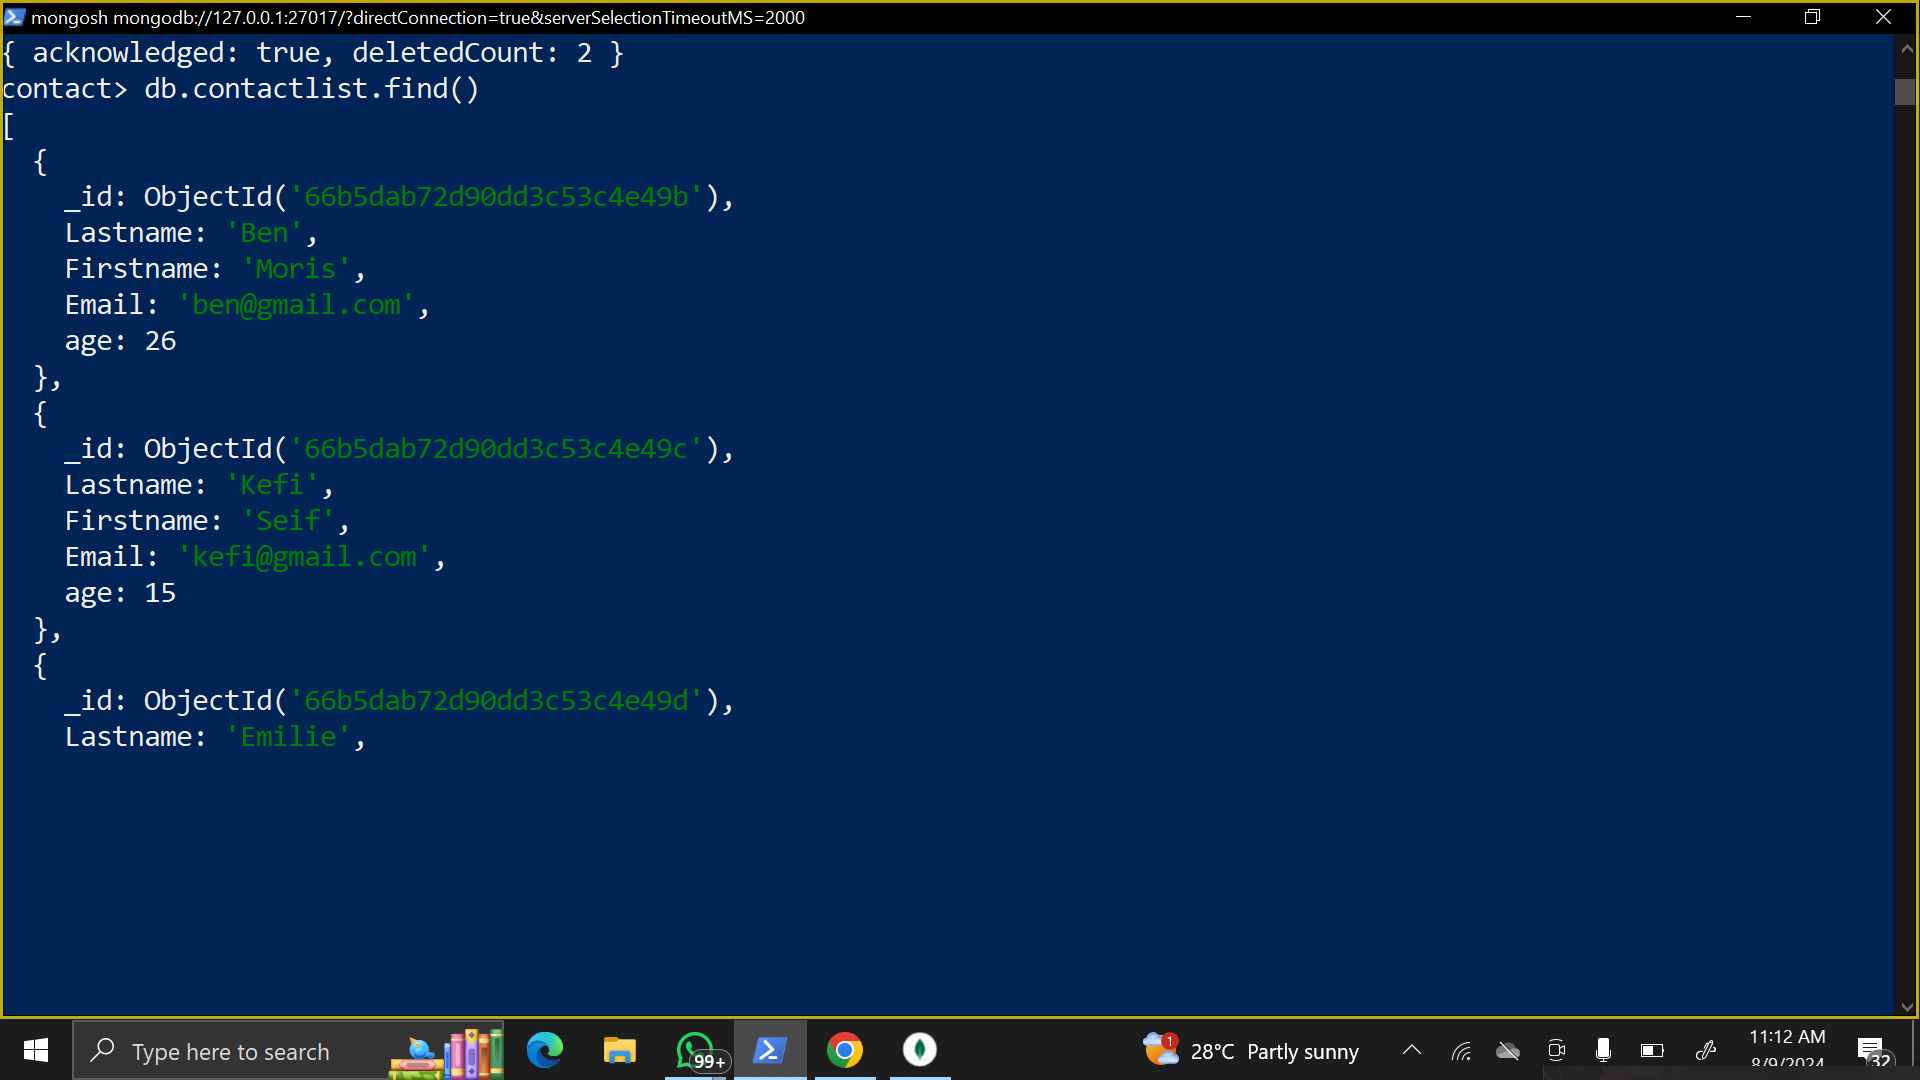 mongosh mongodb://127.0.0.1:27017/?directConnection=true&serverSelectionTimeoutMS=2000
{ acknowledged: true, deletedCount: 2 }
contact> db.contactlist.find()
[
  {
    _id: ObjectId('66b5dab72d90dd3c53c4e49b'),
    Lastname: 'Ben',
    Firstname: 'Moris',
    Email: 'ben@gmail.com',
    age: 26
  },
  {
    _id: ObjectId('66b5dab72d90dd3c53c4e49c'),
    Lastname: 'Kefi',
    Firstname: 'Seif',
    Email: 'kefi@gmail.com',
    age: 15
  },
  {
    _id: ObjectId('66b5dab72d90dd3c53c4e49d'),
    Lastname: 'Emilie',
Type here to search
99+
1
28°C Partly sunny
11:12 AM
8/9/2024
32